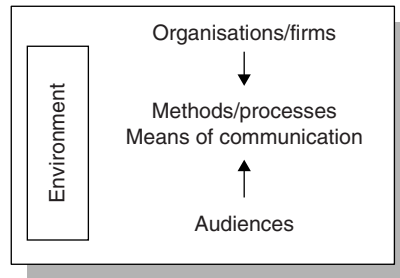 Organisations/firms
Environment
Methods/processes
Means of communication
Audiences